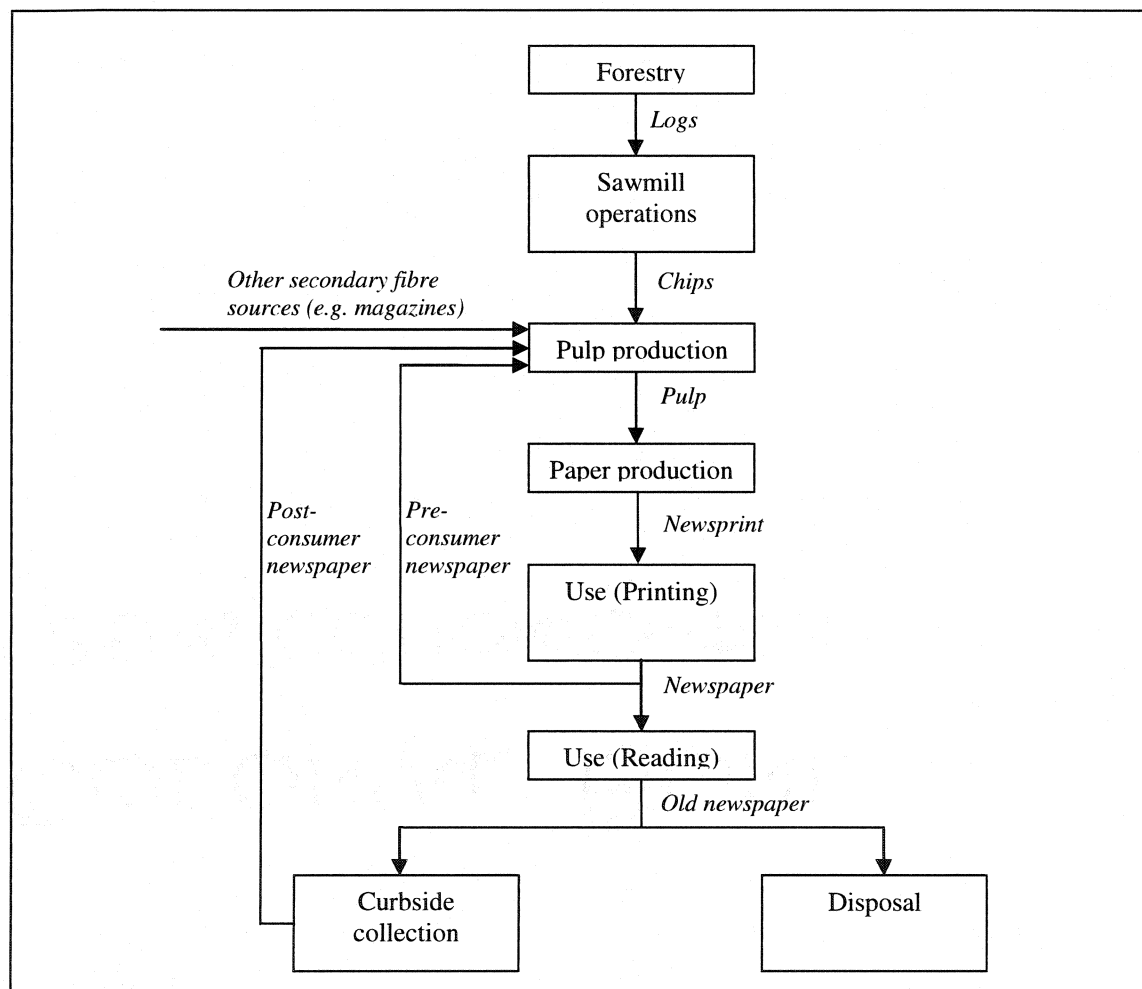 Forestry
Logs
Sawmill
operations
Other secondary fibre
sources (e.g. magazines)
Chips
Pulp production
Pulp
Paper production
Post-
consumer
newspaper
Pre-
consumer
newspaper
Newsprint
Use (Printing)
Newspaper
Use (Reading)
Old newspaper
Curbside
collection
Disposal